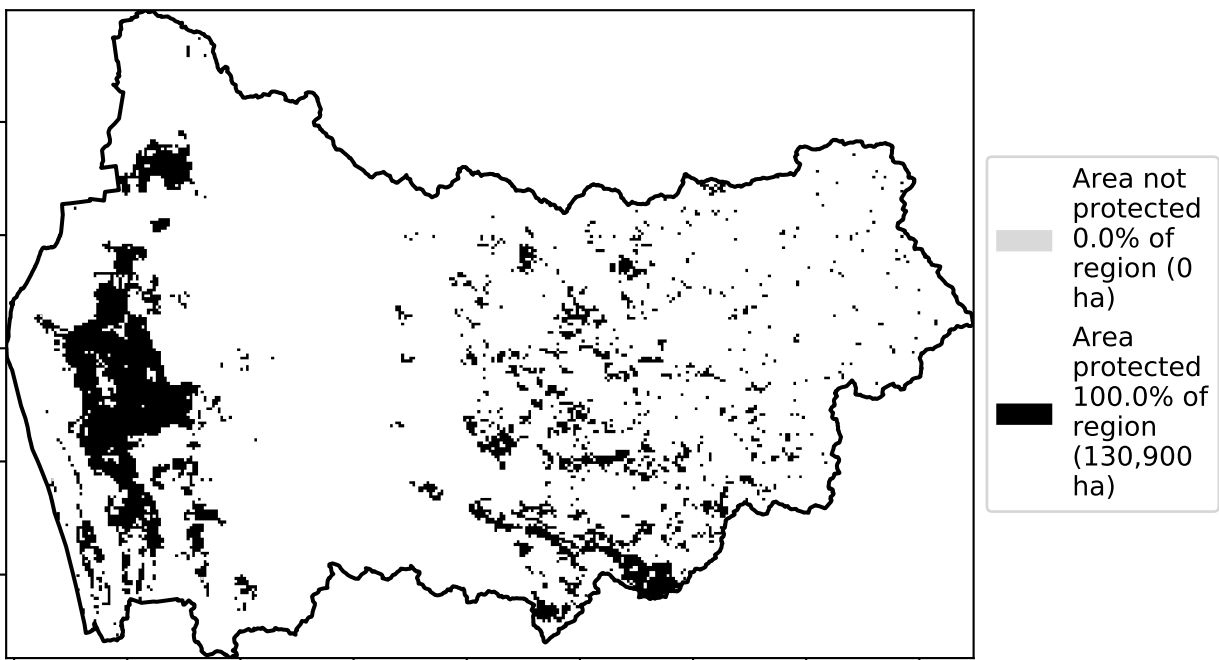 Area not
protected
0.0% of
region (0
ha)
Area
protected
100.0% of
region
(130,900
ha)